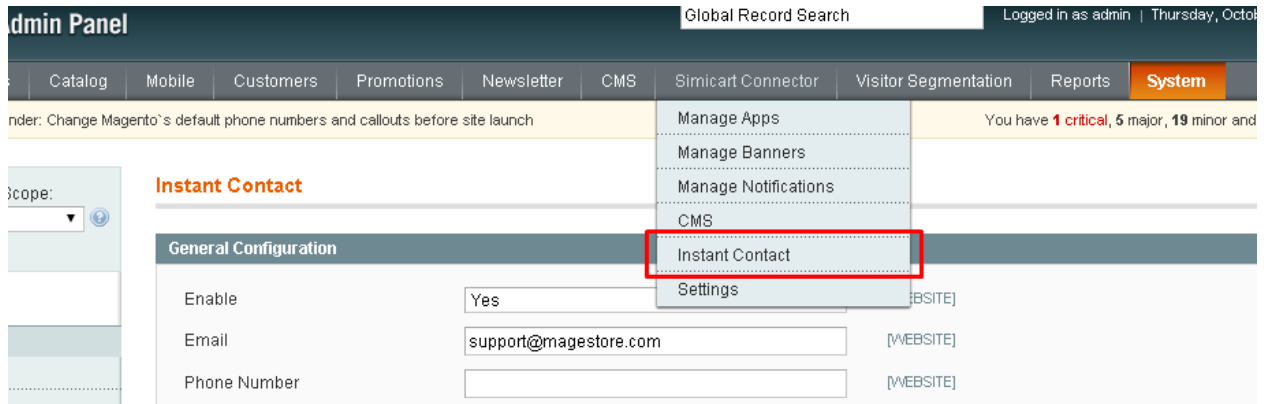 dmin Panel
Global Record Search
Logged in as admin | Thursday, Octo
s Catalog Mobile Customers Promotions Newsletter CMS Simicart Connector Visitor Segmentation Reports System
nder: Change Magento`s default phone numbers and callouts before site launch
You have 1 critical, 5 major, 19 minor and
Manage Apps
Manage Banners
Manage Notifications
CMS
Instant Contact
Settings
Scope:
Instant Contact
General Configuration
Enable Yes EBSITE]
Email support@magestore.com [WEBSITE]
Phone Number [WEBSITE]